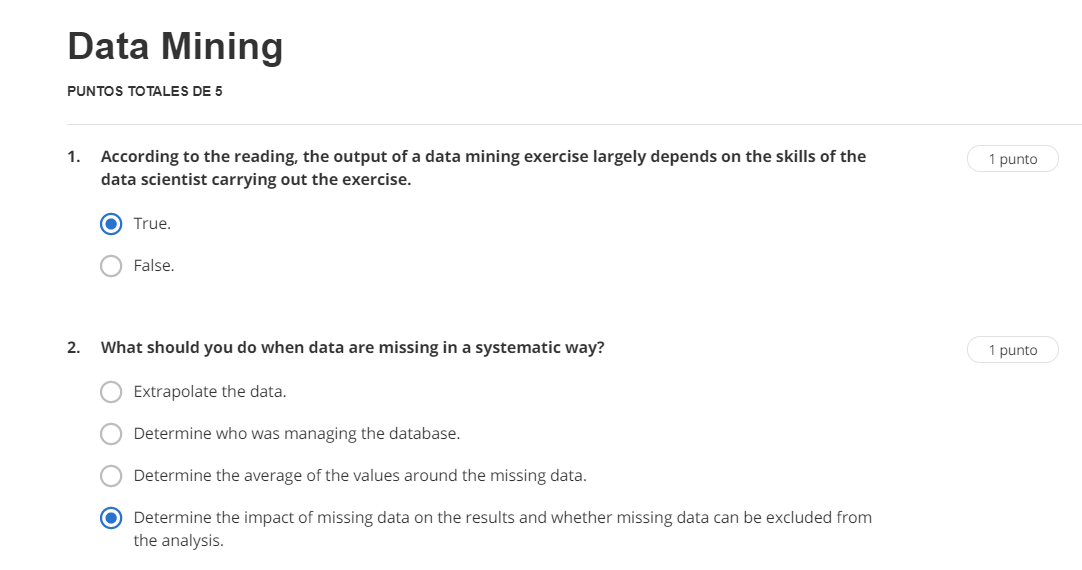 Data Mining
PUNTOS TOTALES DE 5
1. According to the reading, the output of a data mining exercise largely depends on the skills of the
data scientist carrying out the exercise.
1 punto
True.
False.
2. What should you do when data are missing in a systematic way?
1 punto
Extrapolate the data.
Determine who was managing the database.
Determine the average of the values around the missing data.
Determine the impact of missing data on the results and whether missing data can be excluded from
the analysis.